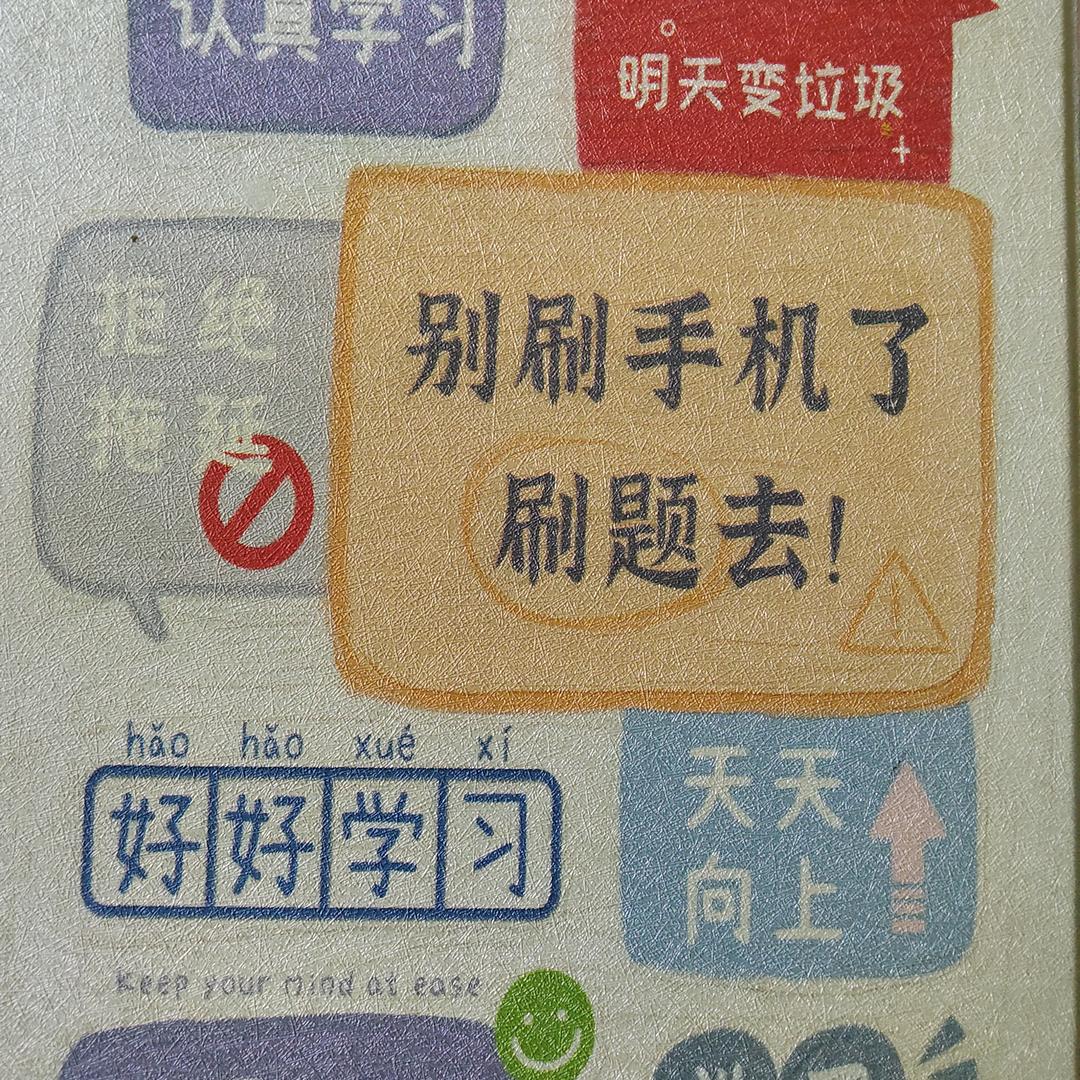 认真学习
明天变垃圾
拒绝
拖延
别刷手机了
刷题去!
hǎo hǎo xué xí
好好学习
天天
向上
Keep your mind at ease